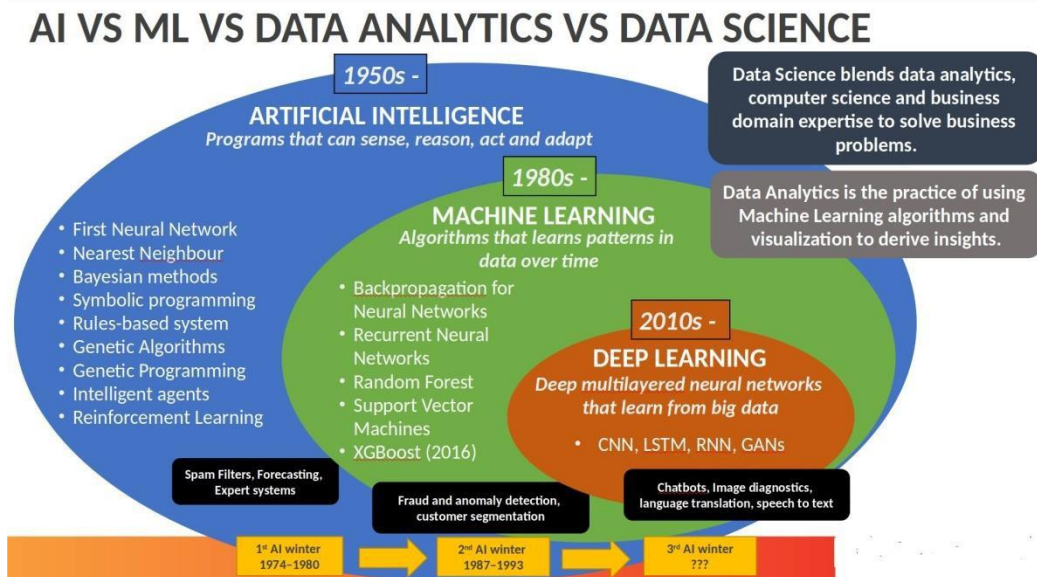 AI VS ML VS DATA ANALYTICS VS DATA SCIENCE
1950s -
ARTIFICIAL INTELLIGENCE
Programs that can sense, reason, act and adapt
• First Neural Network
• Nearest Neighbour
• Bayesian methods
• Symbolic programming
• Rules-based system
• Genetic Algorithms
• Genetic Programming
• Intelligent agents
• Reinforcement Learning
Spam Filters, Forecasting,
Expert systems
1980s -
MACHINE LEARNING
Algorithms that learns patterns in
data over time
• Backpropagation for
Neural Networks
• Recurrent Neural
Networks
• Random Forest
• Support Vector
Machines
• XGBoost (2016)
Fraud and anomaly detection,
customer segmentation
2010s -
DEEP LEARNING
Deep multilayered neural networks
that learn from big data
• CNN, LSTM, RNN, GANs
Chatbots, Image diagnostics,
language translation, speech to text
Data Science blends data analytics,
computer science and business
domain expertise to solve business
problems.
Data Analytics is the practice of using
Machine Learning algorithms and
visualization to derive insights.
1st AI winter
1974–1980
2nd AI winter
1987–1993
3rd AI winter
???